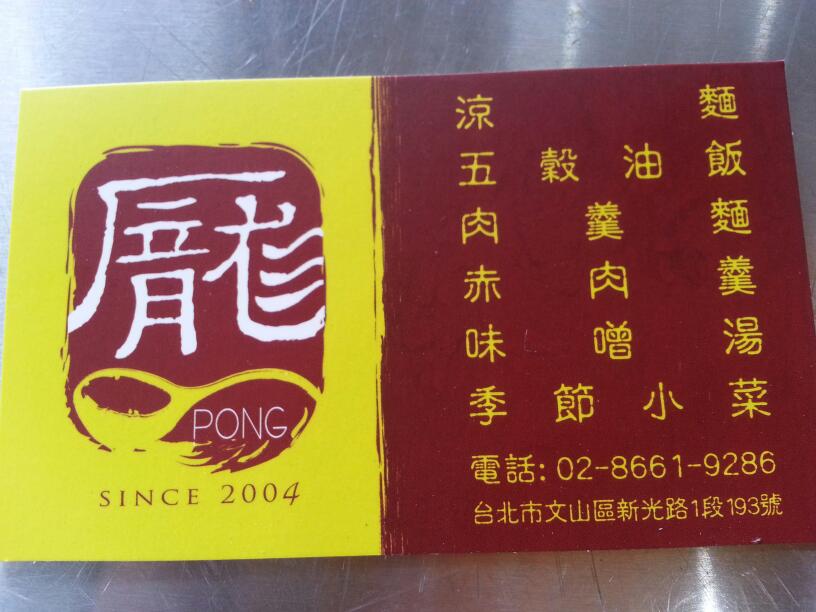 龎
PONG
SINCE 2004
涼麵
五穀油飯
肉羹麵
赤肉羹
味噌湯
季節小菜
電話: 02-8661-9286
台北市文山區新光路1段193號